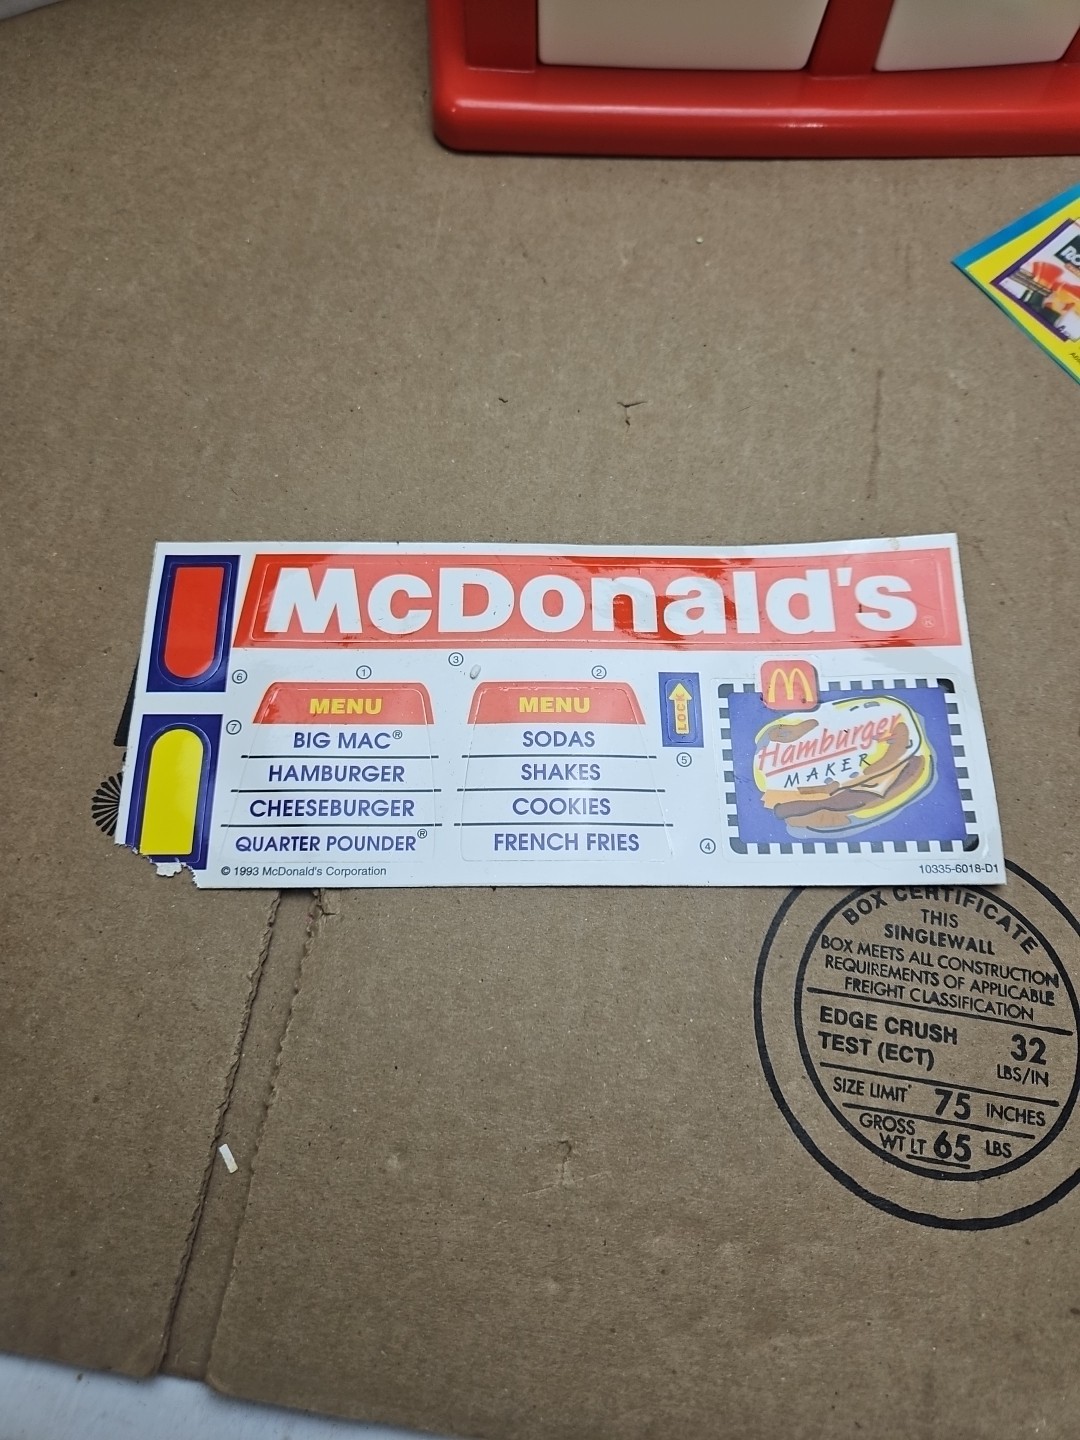 McDonald's®
6
1
3
2
7
MENU
BIG MAC®
HAMBURGER
CHEESEBURGER
QUARTER POUNDER®
MENU
SODAS
SHAKES
COOKIES
FRENCH FRIES
LOCK
5
Hamburger
MAKER
4
© 1993 McDonald's Corporation
10335-6018-D1
BOX CERTIFICATE
THIS
SINGLEWALL
BOX MEETS ALL CONSTRUCTION
REQUIREMENTS OF APPLICABLE
FREIGHT CLASSIFICATION
EDGE CRUSH
TEST (ECT) 32
LBS/IN
SIZE LIMIT 75 INCHES
GROSS
WT LT 65 LBS